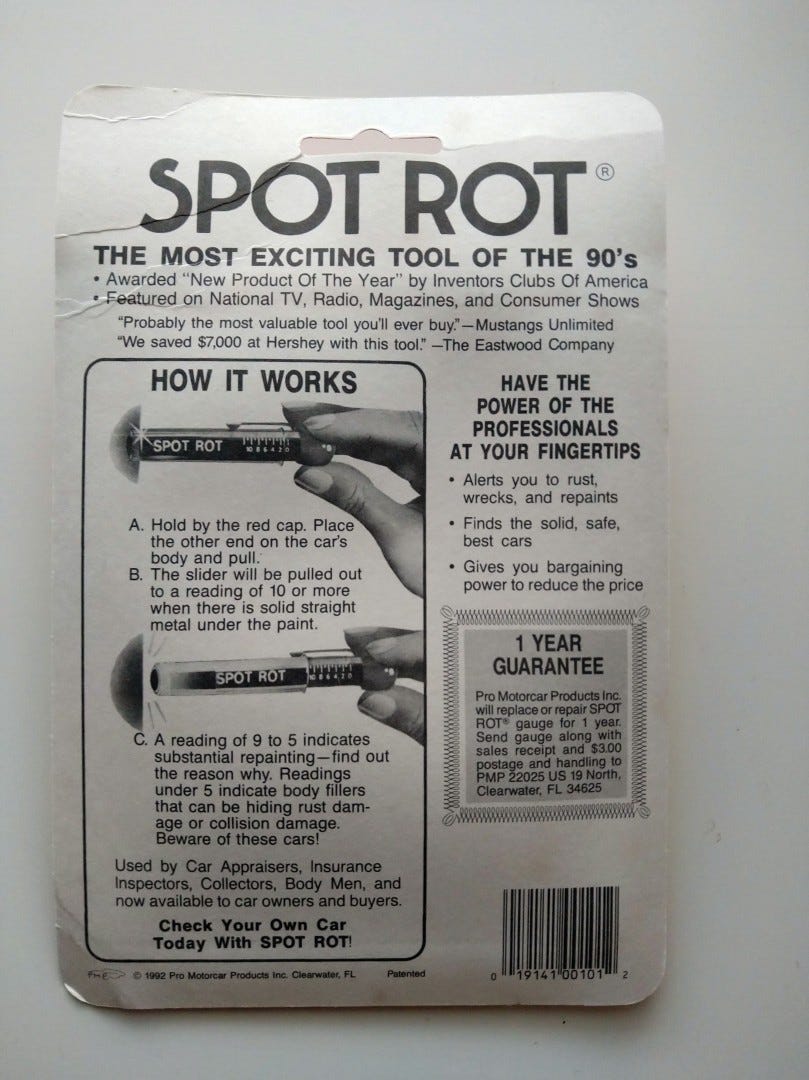 SPOT ROT®
THE MOST EXCITING TOOL OF THE 90's
• Awarded "New Product Of The Year" by Inventors Clubs Of America
• Featured on National TV, Radio, Magazines, and Consumer Shows
"Probably the most valuable tool you'll ever buy."—Mustangs Unlimited
"We saved $7,000 at Hershey with this tool." —The Eastwood Company
HOW IT WORKS
SPOT ROT
10 8 6 4 2 0
A. Hold by the red cap. Place
the other end on the car's
body and pull.
B. The slider will be pulled out
to a reading of 10 or more
when there is solid straight
metal under the paint.
SPOT ROT
10 8 6 4 2 0
C. A reading of 9 to 5 indicates
substantial repainting—find out
the reason why. Readings
under 5 indicate body fillers
that can be hiding rust dam-
age or collision damage.
Beware of these cars!
Used by Car Appraisers, Insurance
Inspectors, Collectors, Body Men, and
now available to car owners and buyers.
Check Your Own Car
Today With SPOT ROT!
HAVE THE
POWER OF THE
PROFESSIONALS
AT YOUR FINGERTIPS
• Alerts you to rust,
wrecks, and repaints
• Finds the solid, safe,
best cars
• Gives you bargaining
power to reduce the price
1 YEAR
GUARANTEE
Pro Motorcar Products Inc.
will replace or repair SPOT
ROT® gauge for 1 year.
Send gauge along with
sales receipt and $3.00
postage and handling to
PMP 22025 US 19 North,
Clearwater, FL 34625
0 19141 00101 2
© 1992 Pro Motorcar Products Inc. Clearwater, FL Patented